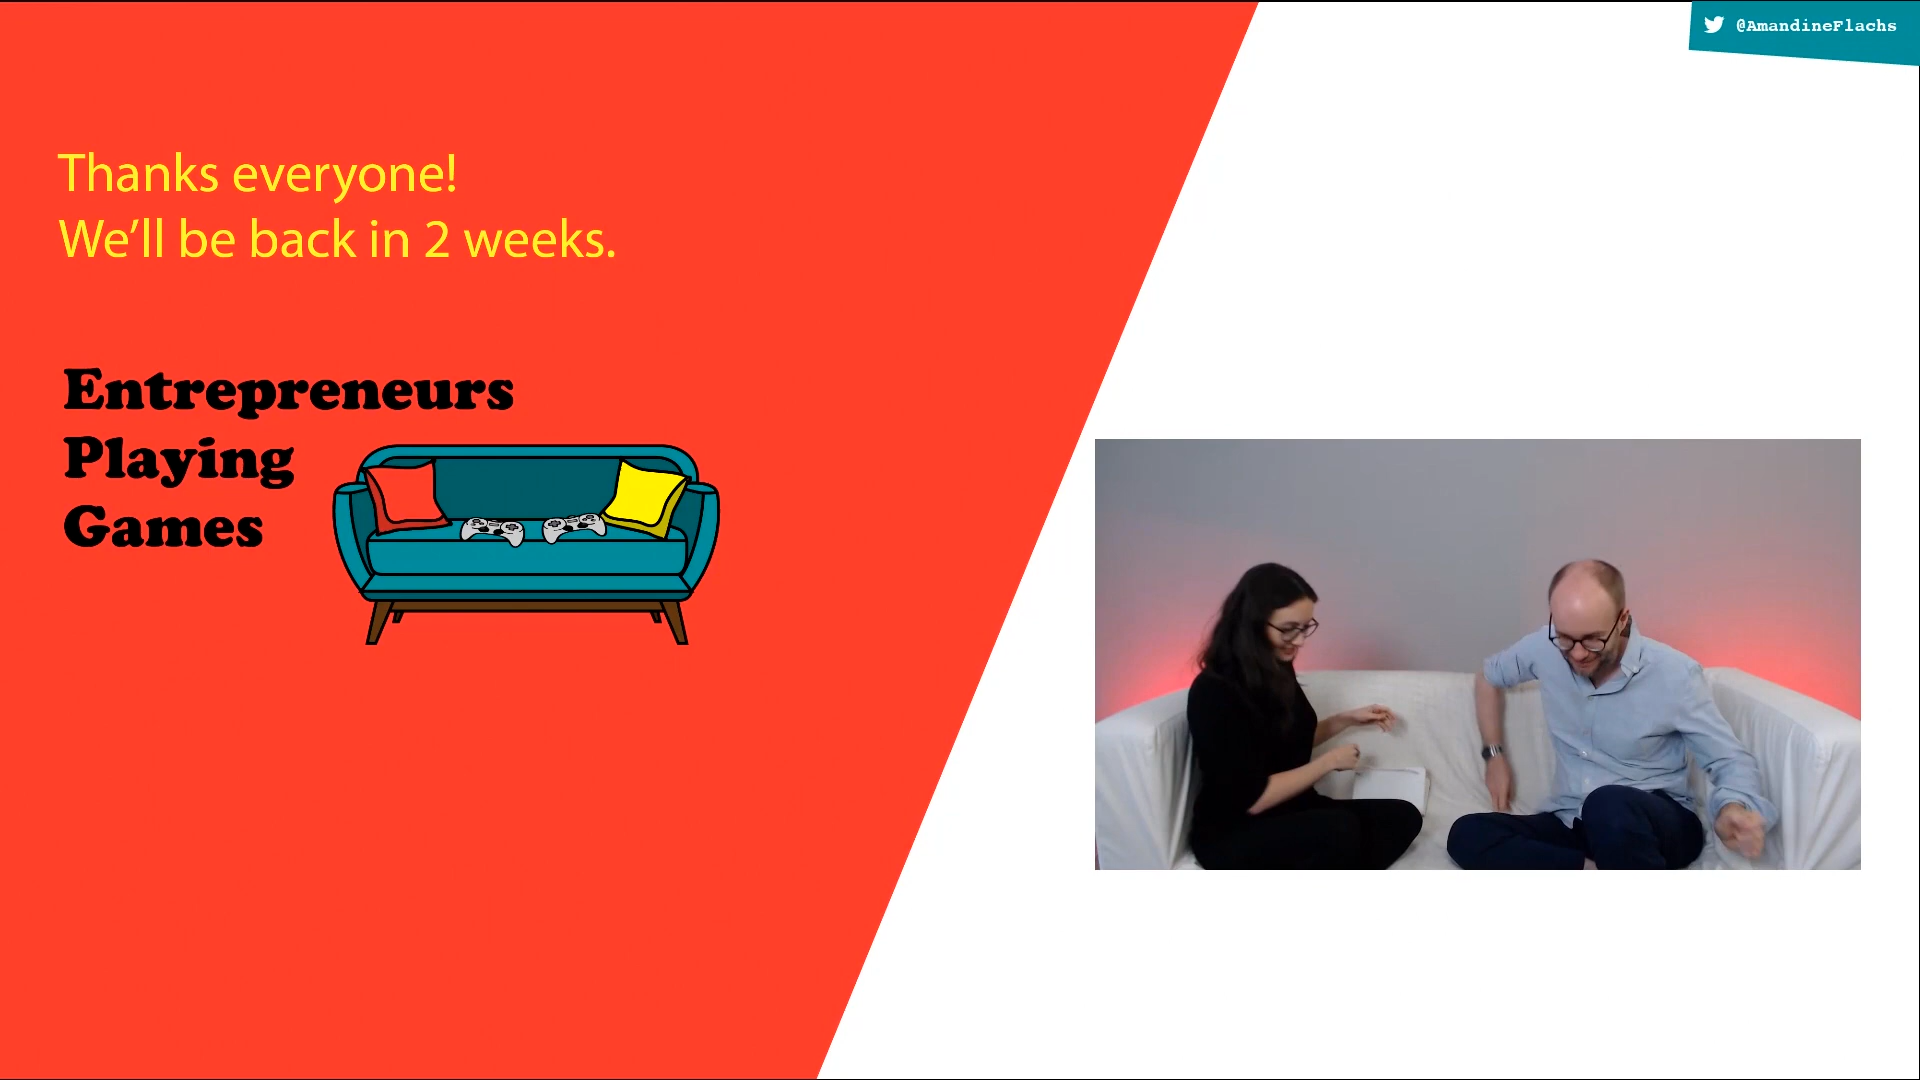 @AmandineFlachs
Thanks everyone!
We’ll be back in 2 weeks.
Entrepreneurs
Playing
Games